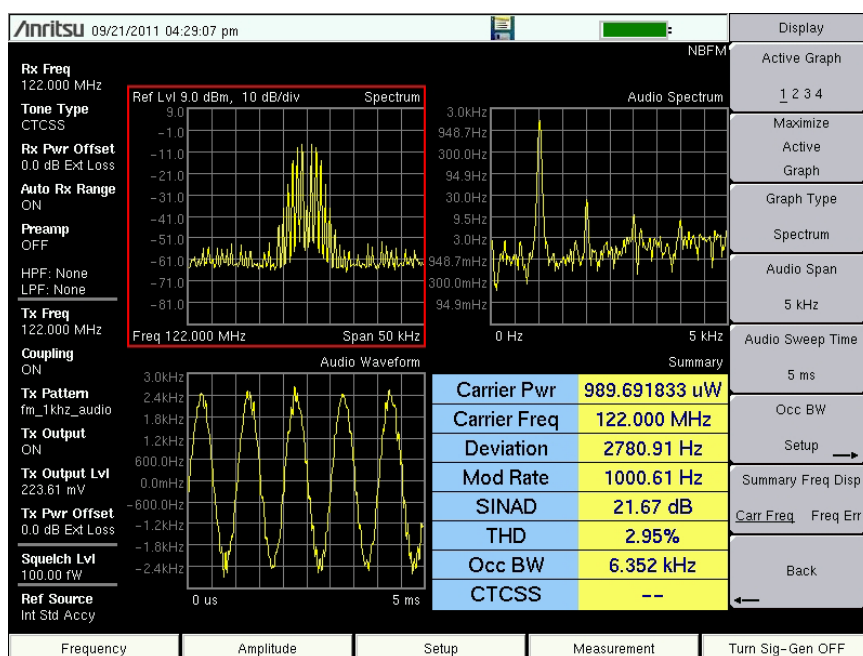 Anritsu 09/21/2011 04:29:07 pm
Display
NBFM
Rx Freq
122.000 MHz
Tone Type
CTCSS
Rx Pwr Offset
0.0 dB Ext Loss
Auto Rx Range
ON
Preamp
OFF
HPF: None
LPF: None
Tx Freq
122.000 MHz
Coupling
ON
Tx Pattern
fm_1khz_audio
Tx Output
ON
Tx Output Lvl
223.61 mV
Tx Pwr Offset
0.0 dB Ext Loss
Squelch Lvl
100.00 fW
Ref Source
Int Std Accy
Ref Lvl 9.0 dBm, 10 dB/div Spectrum
9.0
-1.0
-11.0
-21.0
-31.0
-41.0
-51.0
-61.0
-71.0
-81.0
Freq 122.000 MHz Span 50 kHz
Audio Spectrum
3.0kHz
948.7Hz
300.0Hz
94.9Hz
30.0Hz
9.5Hz
3.0Hz
948.7mHz
300.0mHz
94.9mHz
0 Hz 5 kHz
Audio Waveform
3.0kHz
2.4kHz
1.8kHz
1.2kHz
600.0Hz
0.0mHz
-600.0Hz
-1.2kHz
-1.8kHz
-2.4kHz
0 us 5 ms
Summary
Carrier Pwr 989.691833 uW
Carrier Freq 122.000 MHz
Deviation 2780.91 Hz
Mod Rate 1000.61 Hz
SINAD 21.67 dB
THD 2.95%
Occ BW 6.352 kHz
CTCSS --
Active Graph
1 2 3 4
Maximize
Active
Graph
Graph Type
Spectrum
Audio Span
5 kHz
Audio Sweep Time
5 ms
Occ BW
Setup
Summary Freq Disp
Carr Freq Freq Err
Back
Frequency Amplitude Setup Measurement Turn Sig-Gen OFF